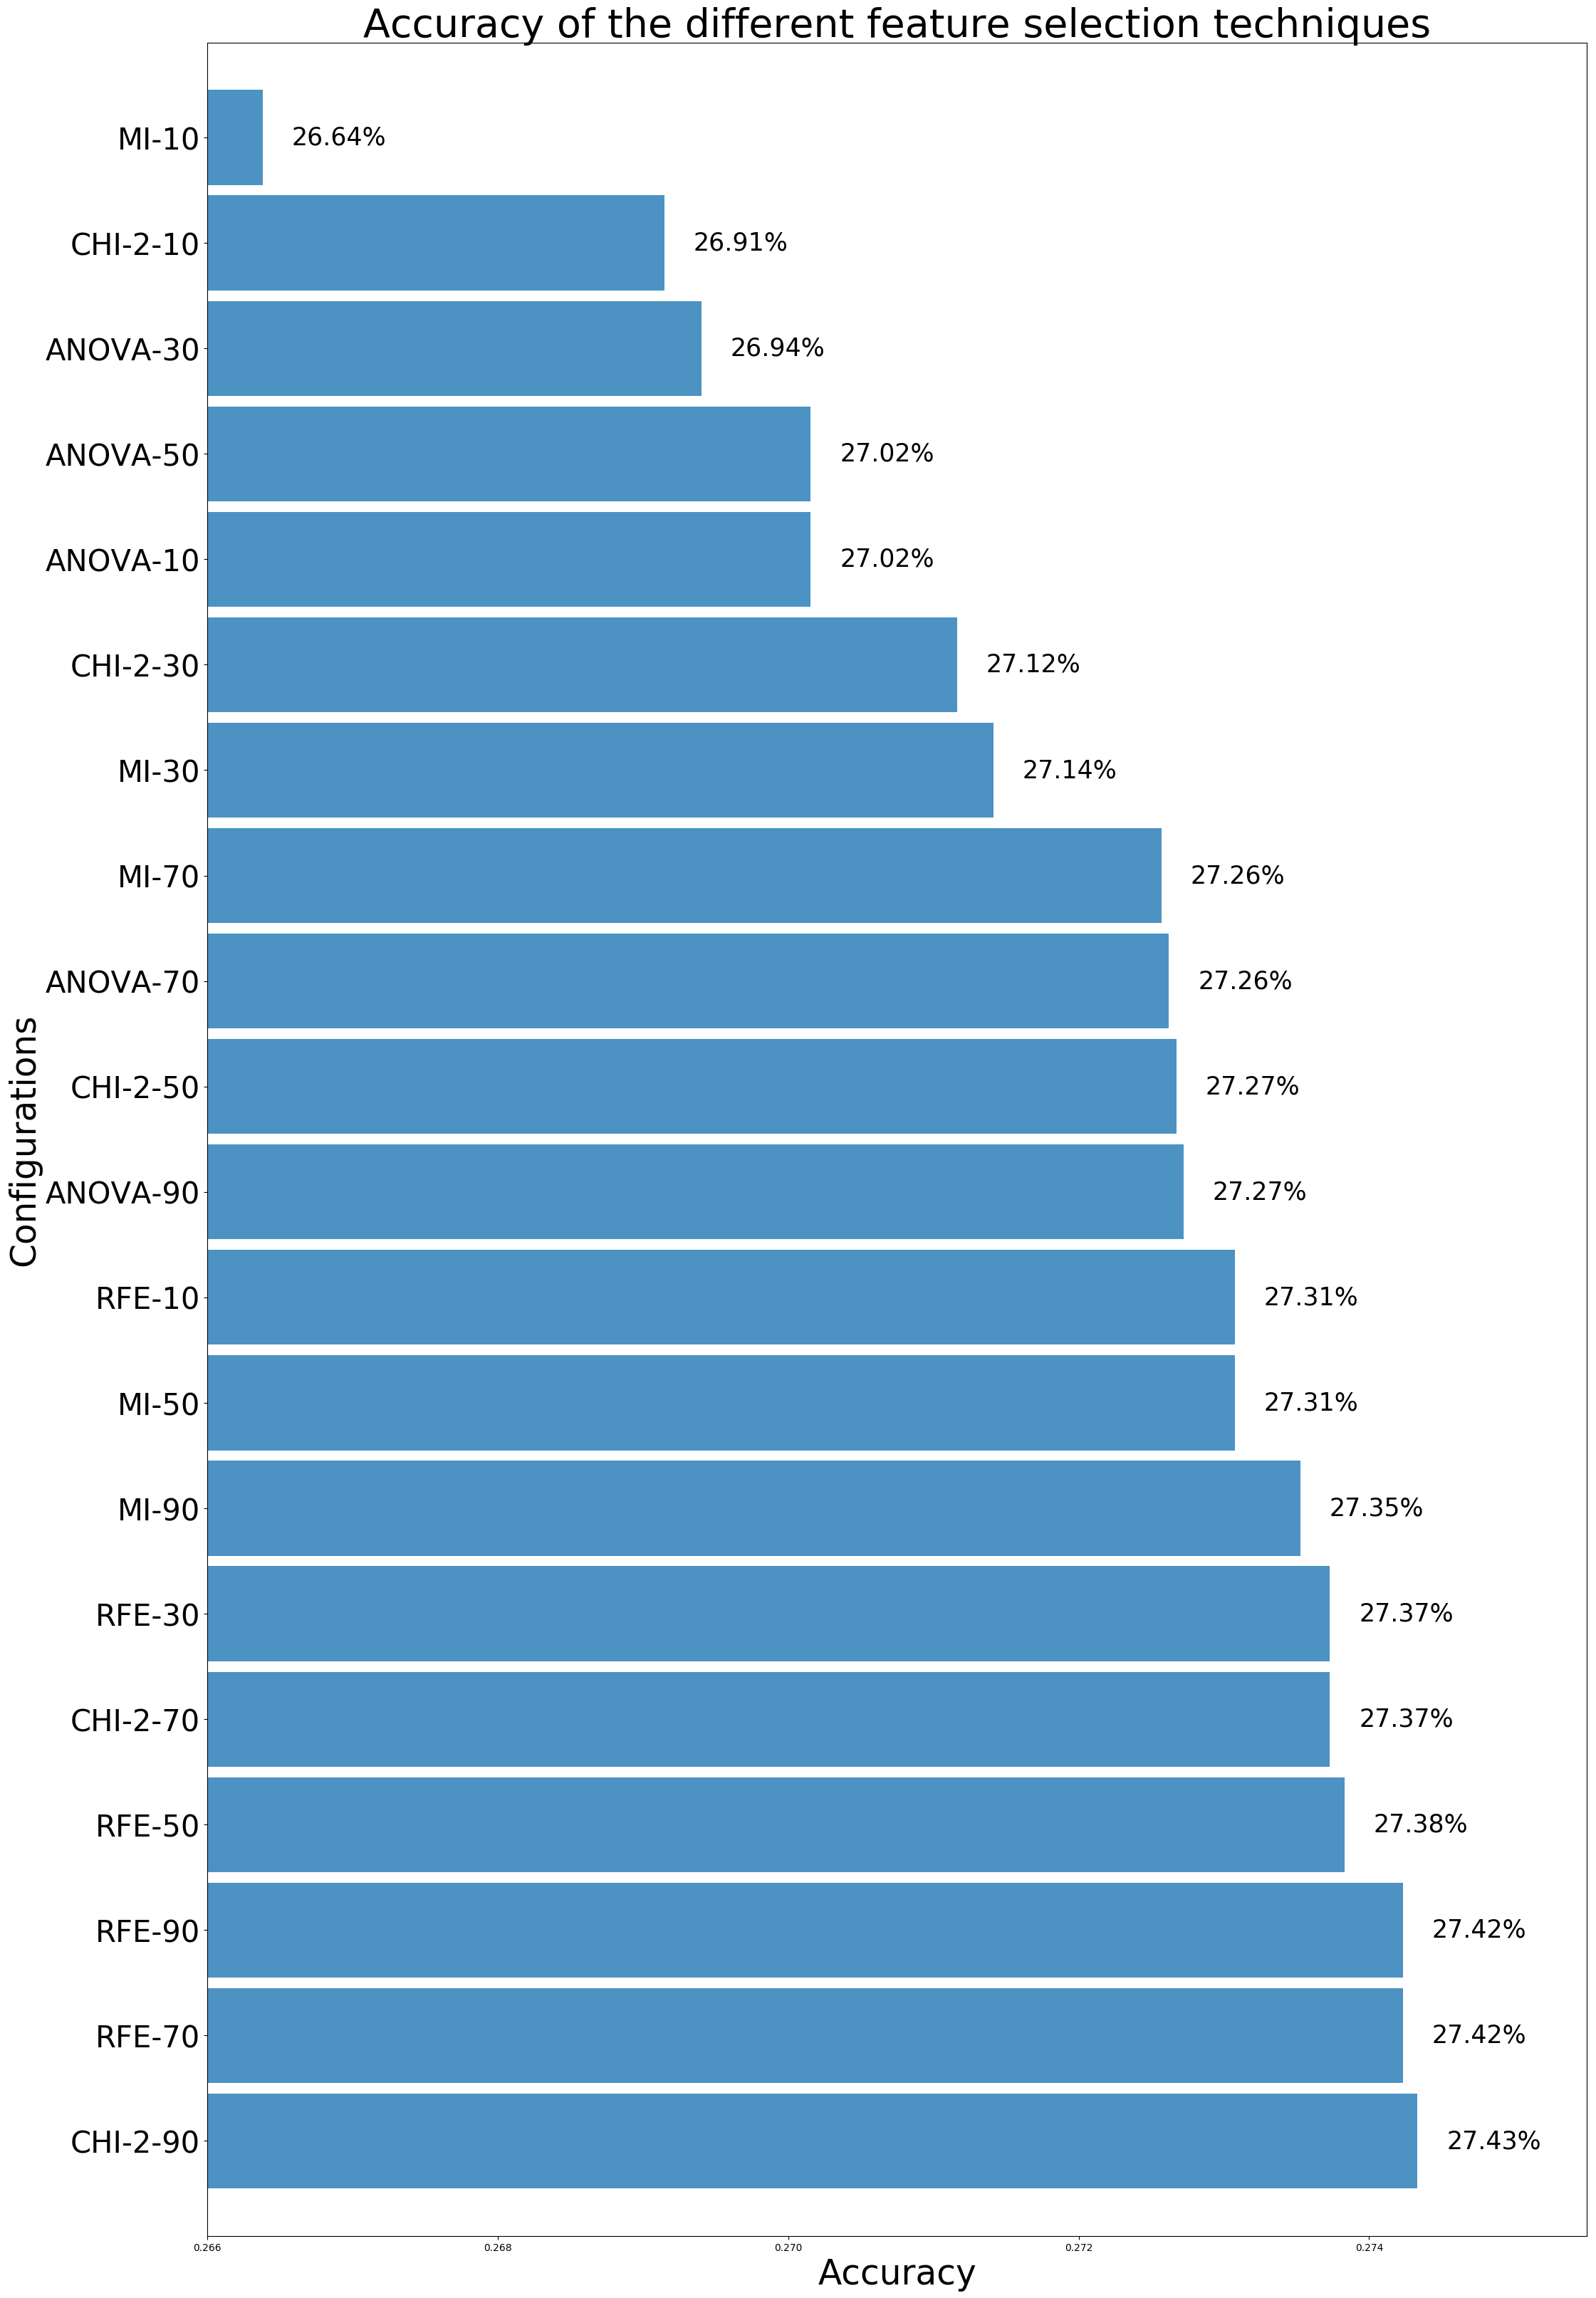 Accuracy of the different feature selection techniques
MI-10 26.64%
CHI-2-10 26.91%
ANOVA-30 26.94%
ANOVA-50 27.02%
ANOVA-10 27.02%
CHI-2-30 27.12%
MI-30 27.14%
MI-70 27.26%
ANOVA-70 27.26%
CHI-2-50 27.27%
ANOVA-90 27.27%
RFE-10 27.31%
MI-50 27.31%
MI-90 27.35%
RFE-30 27.37%
CHI-2-70 27.37%
RFE-50 27.38%
RFE-90 27.42%
RFE-70 27.42%
CHI-2-90 27.43%
Configurations
0.266 0.268 0.270 0.272 0.274
Accuracy